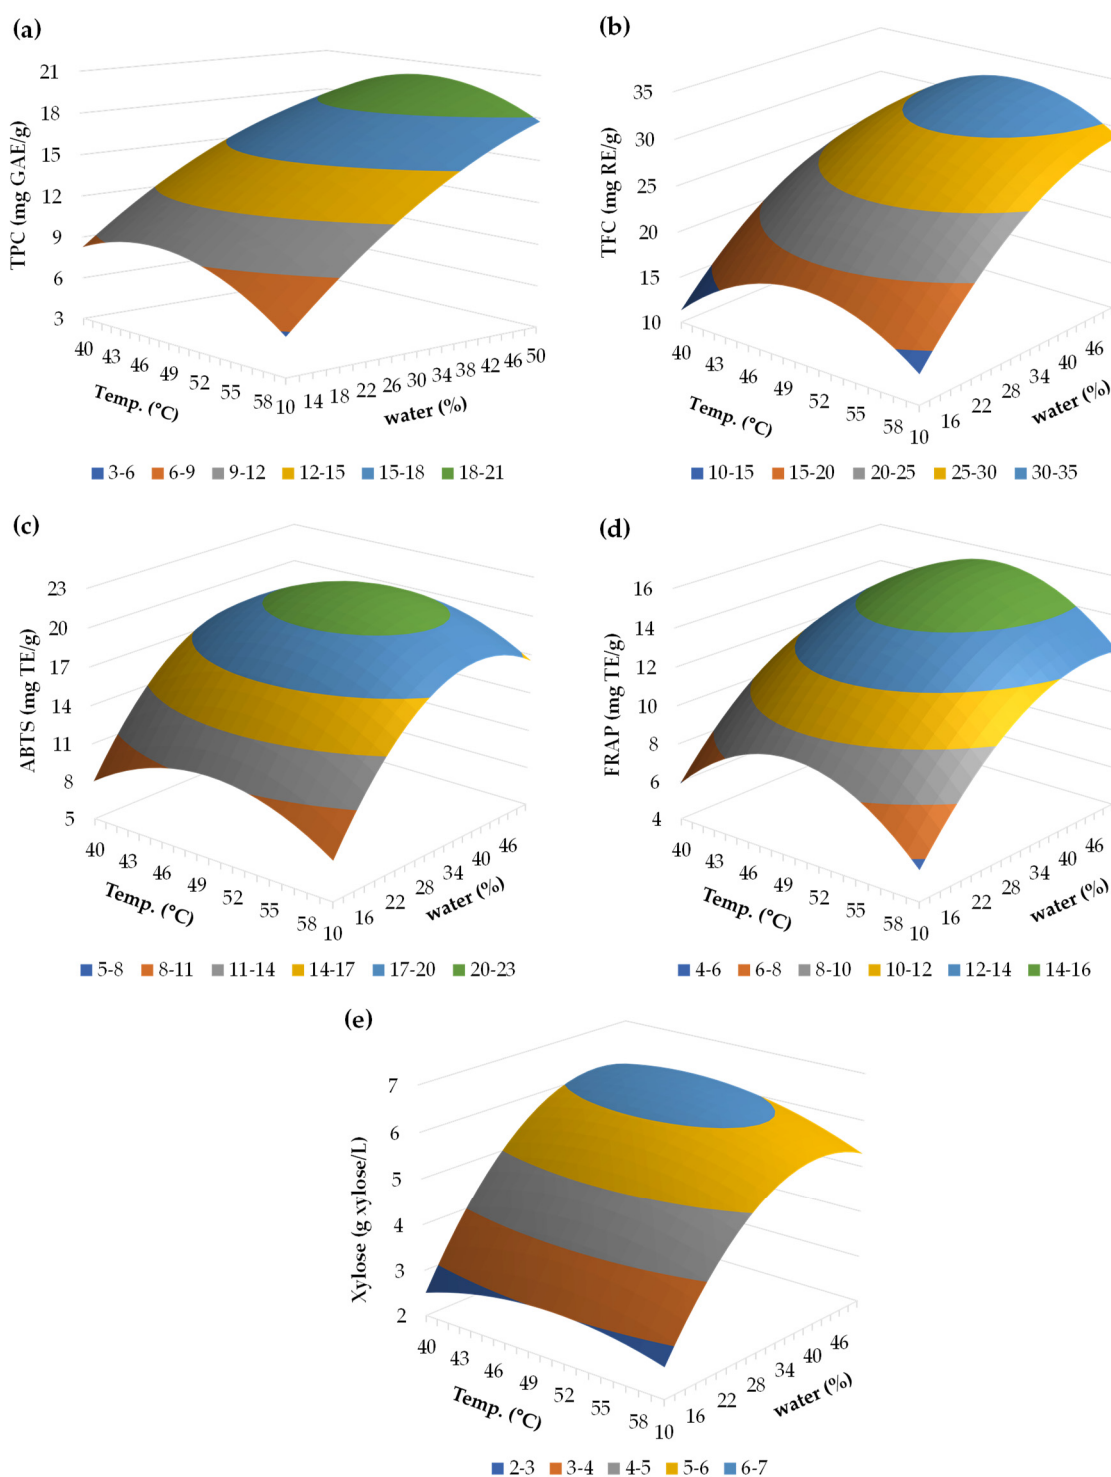 (a)
TPC (mg GAE/g)
21
18
15
12
9
6
3
40 43 46 49 52 55 58
Temp. (°C)
10 14 18 22 26 30 34 38 42 46 50
water (%)
3-6 6-9 9-12 12-15 15-18 18-21
(b)
TFC (mg RE/g)
35
30
25
20
15
10
40 43 46 49 52 55 58
Temp. (°C)
10 16 22 28 34 40 46
water (%)
10-15 15-20 20-25 25-30 30-35
(c)
ABTS (mg TE/g)
23
20
17
14
11
8
5
40 43 46 49 52 55 58
Temp. (°C)
10 16 22 28 34 40 46
water (%)
5-8 8-11 11-14 14-17 17-20 20-23
(d)
FRAP (mg TE/g)
16
14
12
10
8
6
4
40 43 46 49 52 55 58
Temp. (°C)
10 16 22 28 34 40 46
water (%)
4-6 6-8 8-10 10-12 12-14 14-16
(e)
Xylose (g xylose/L)
7
6
5
4
3
2
40 43 46 49 52 55 58
Temp. (°C)
10 16 22 28 34 40 46
water (%)
2-3 3-4 4-5 5-6 6-7